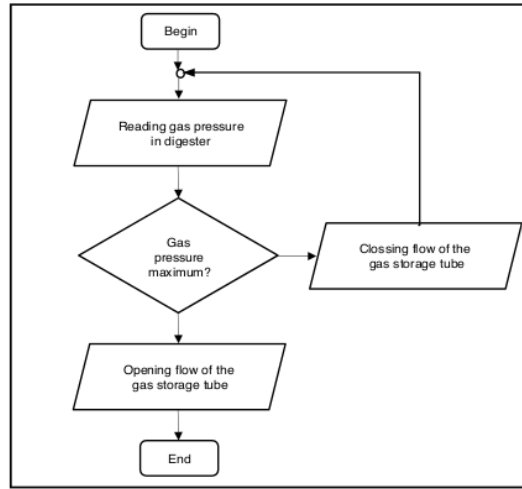 Begin
Reading gas pressure
in digester
Gas
pressure
maximum?
Clossing flow of the
gas storage tube
Opening flow of the
gas storage tube
End